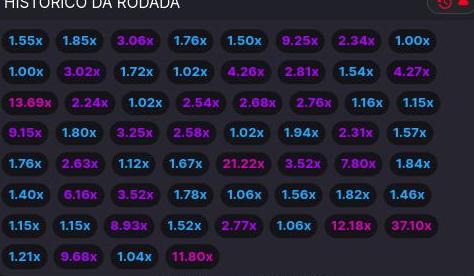 HISTÓRICO DA RODADA
1.55x 1.85x 3.06x 1.76x 1.50x 9.25x 2.34x 1.00x
1.00x 3.02x 1.72x 1.02x 4.26x 2.81x 1.54x 4.27x
13.69x 2.24x 1.02x 2.54x 2.68x 2.76x 1.16x 1.15x
9.15x 1.80x 3.25x 2.58x 1.02x 1.94x 2.31x 1.57x
1.76x 2.63x 1.12x 1.67x 21.22x 3.52x 7.80x 1.84x
1.40x 6.16x 3.52x 1.78x 1.06x 1.56x 1.82x 1.46x
1.15x 1.15x 8.93x 1.52x 2.77x 1.06x 12.18x 37.10x
1.21x 9.68x 1.04x 11.80x